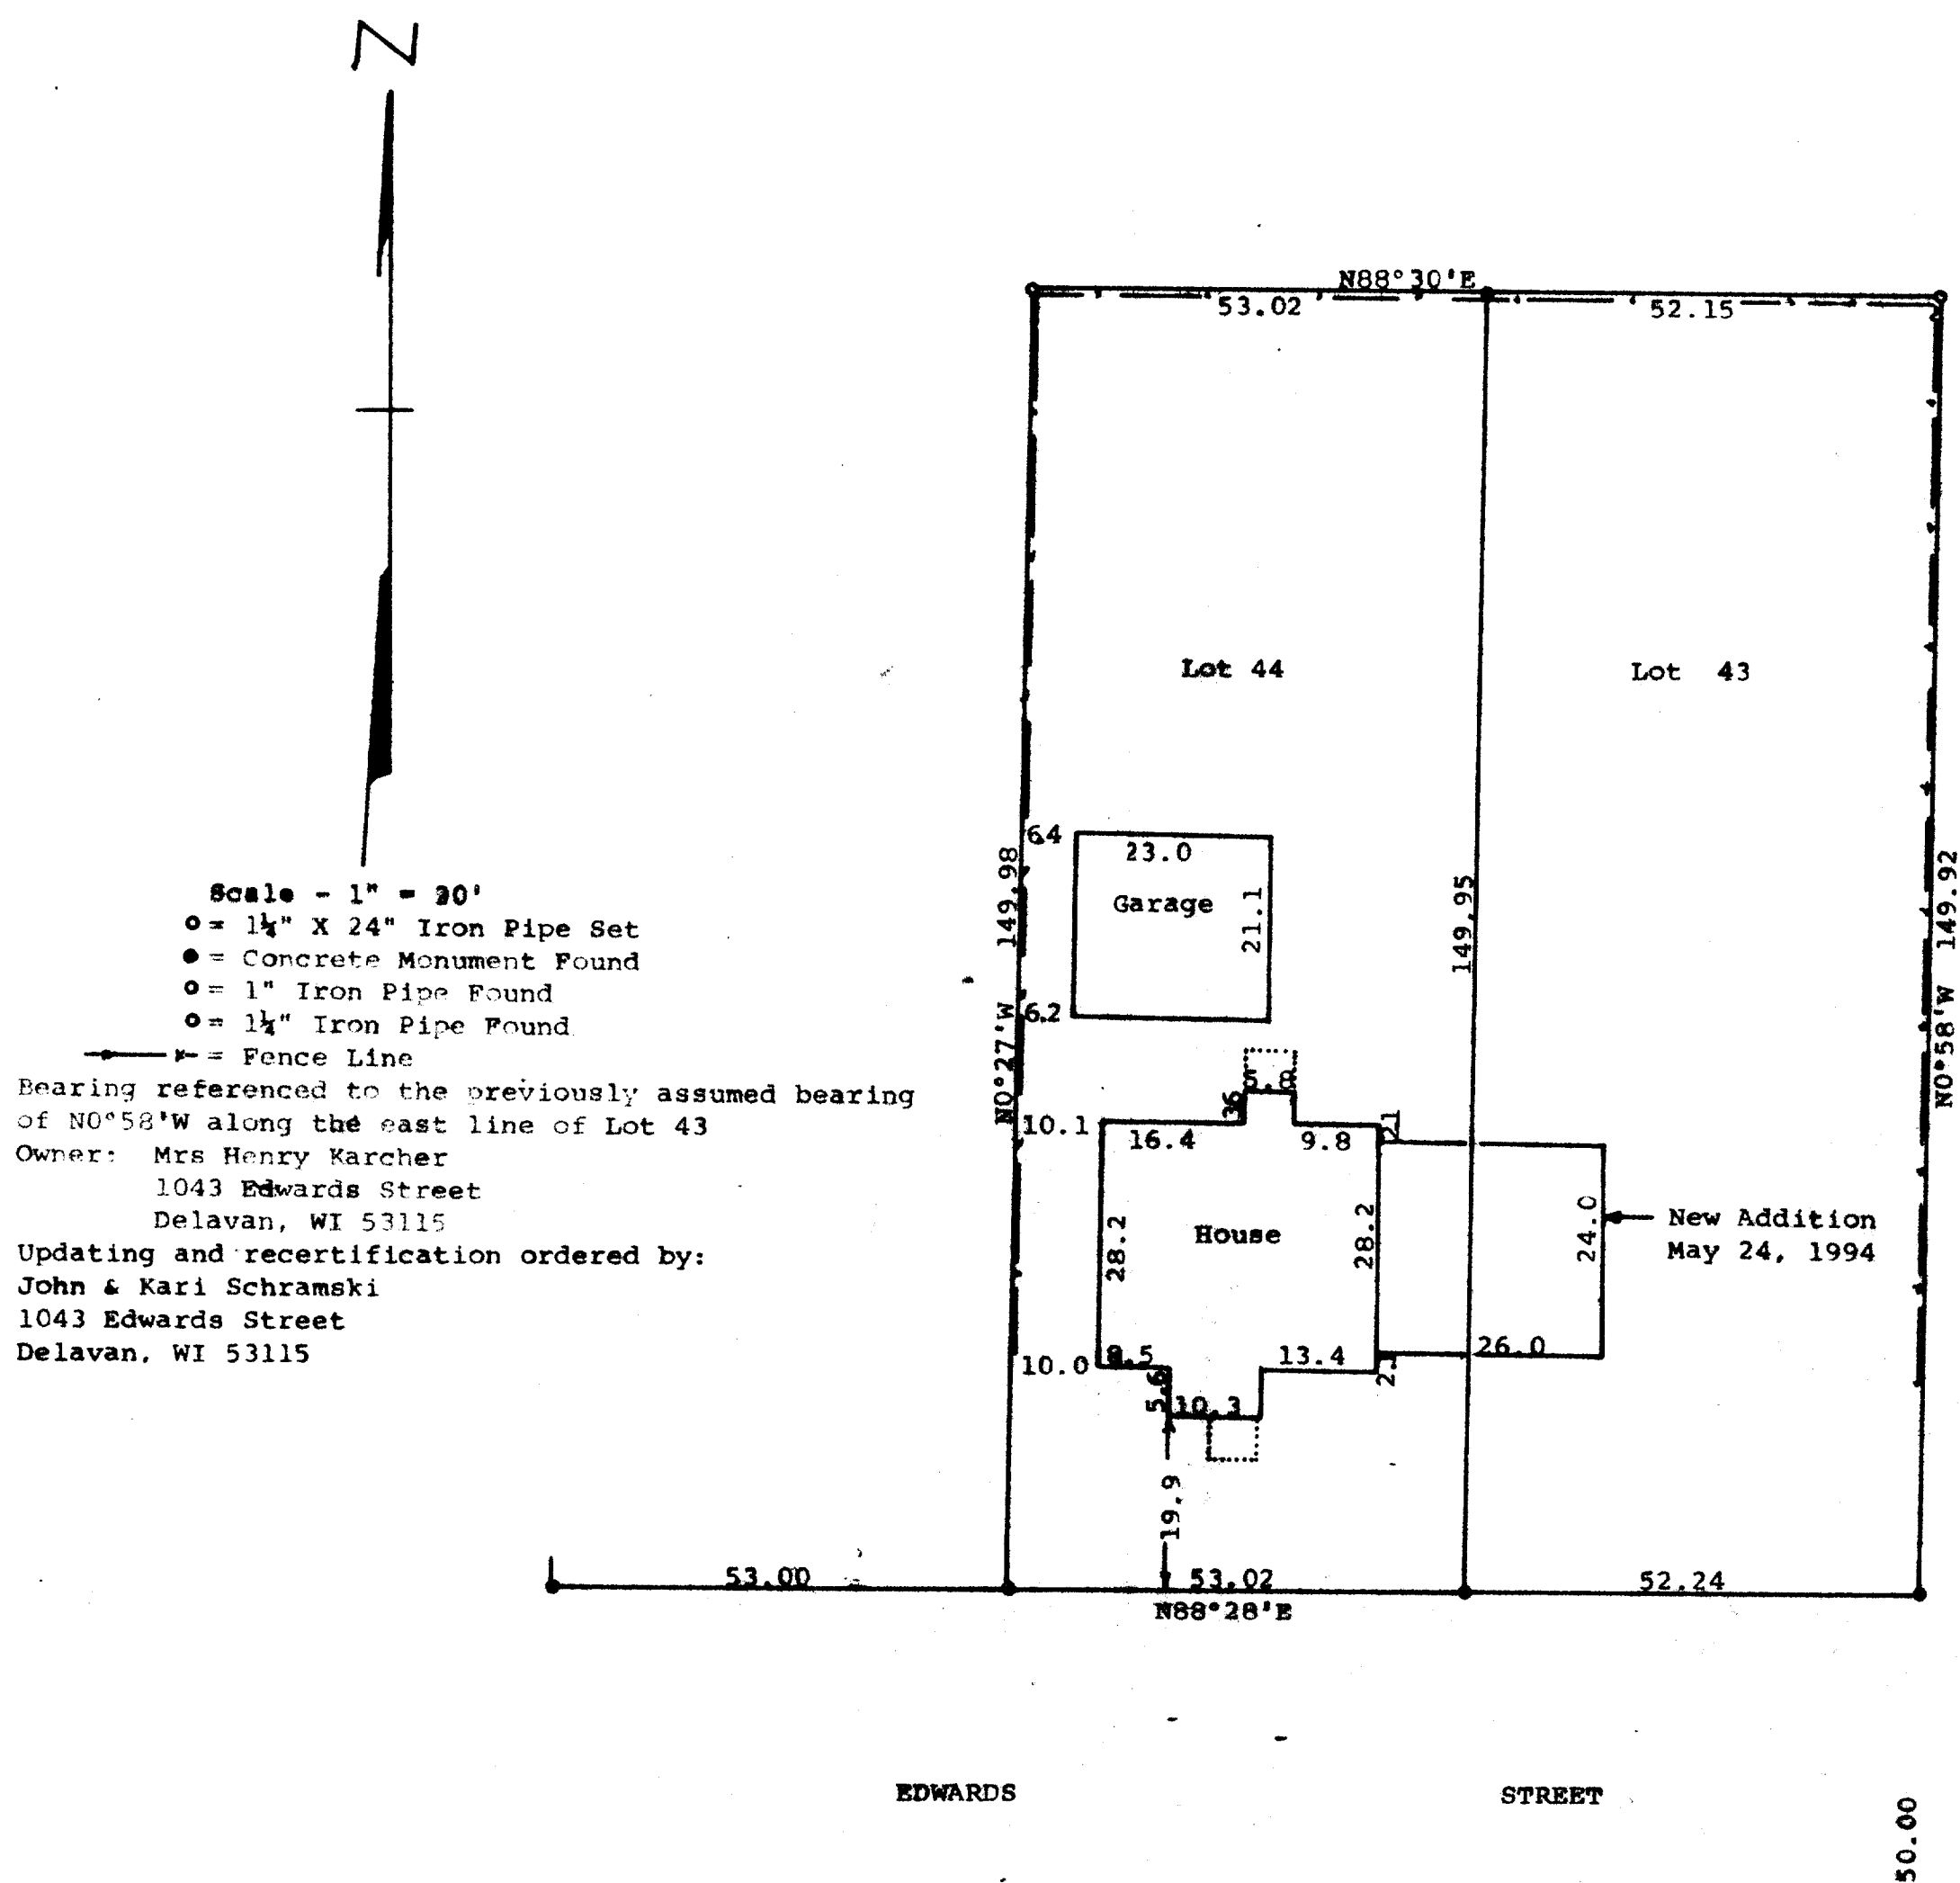 N
N88°30'E
53.02
52.15
Lot 44
Lot 43
6.4
23.0
Garage
21.1
6.2
N0°27'W 149.98
149.95
N0°58'W 149.92
Scale - 1" = 20'
o = 1¼" X 24" Iron Pipe Set
● = Concrete Monument Found
o = 1" Iron Pipe Found
o = 1¼" Iron Pipe Found
x- = Fence Line
Bearing referenced to the previously assumed bearing
of N0°58'W along the east line of Lot 43
Owner: Mrs Henry Karcher
1043 Edwards Street
Delavan, WI 53115
Updating and recertification ordered by:
John & Kari Schramski
1043 Edwards Street
Delavan, WI 53115
5.8
36
10.1
16.4
9.8
21
28.2
House
28.2
24.0
New Addition
May 24, 1994
10.0
8.5
13.4
26.0
5.6
10.3
19.9
53.00
53.02
52.24
N88°28'E
EDWARDS STREET
50.00